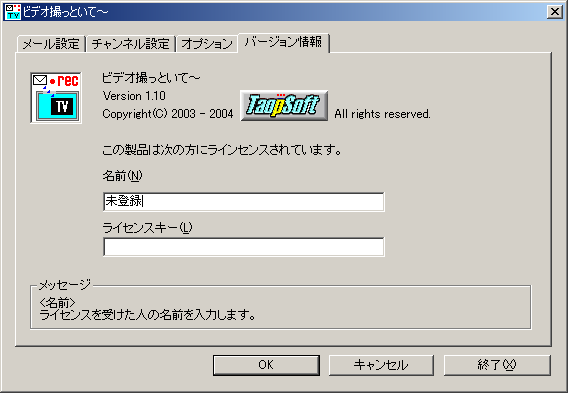 ビデオ撮っといて～
メール設定 チャンネル設定 オプション バージョン情報
rec
TV
ビデオ撮っといて～
Version 1.10
Copyright(C) 2003 - 2004 TaopSoft All rights reserved.
この製品は次の方にラインセンスされています。
名前(N)
未登録
ライセンスキー(L)
メッセージ
<名前>
ライセンスを受けた人の名前を入力します。
OK キャンセル 終了(X)